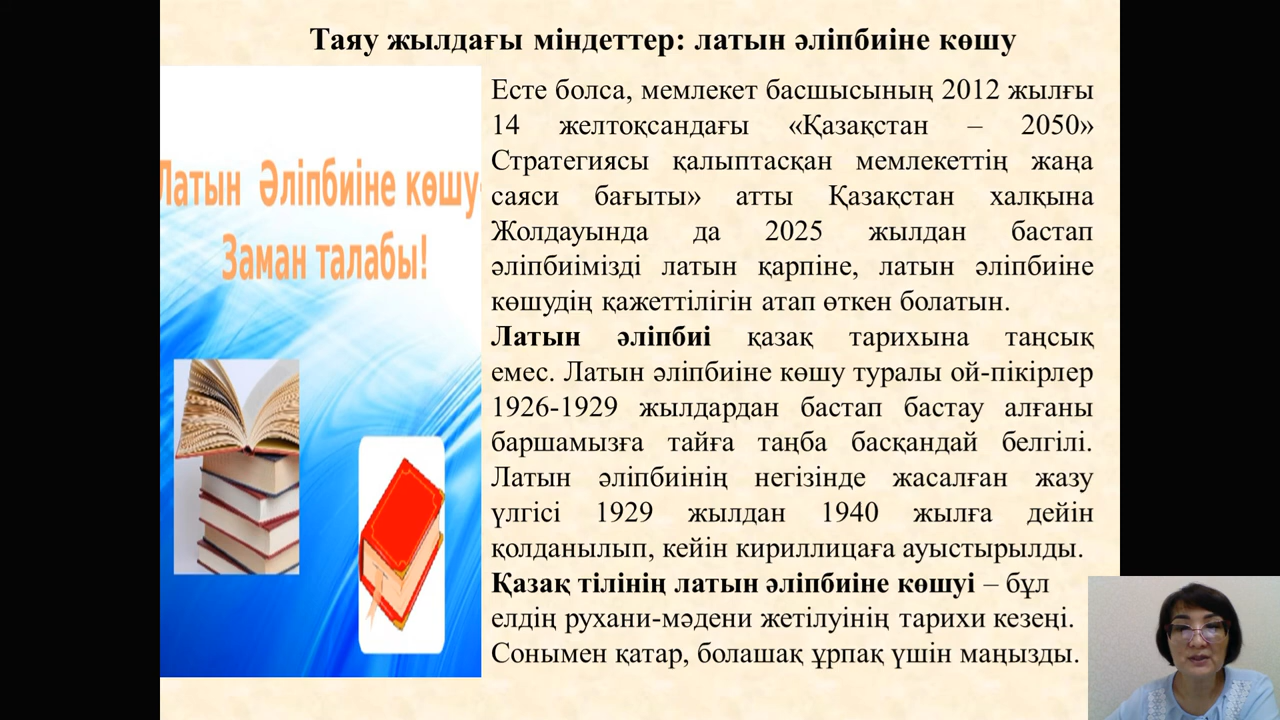 Таяу жылдағы міндеттер: латын әліпбиіне көшу
Латын Әліпбиіне көшу-
Заман талабы!
Есте болса, мемлекет басшысының 2012 жылғы
14 желтоқсандағы «Қазақстан – 2050»
Стратегиясы қалыптасқан мемлекеттің жаңа
саяси бағыты» атты Қазақстан халқына
Жолдауында да 2025 жылдан бастап
әліпбиімізді латын қарпіне, латын әліпбиіне
көшудің қажеттілігін атап өткен болатын.
Латын әліпбиі қазақ тарихына таңсық
емес. Латын әліпбиіне көшу туралы ой-пікірлер
1926-1929 жылдардан бастап бастау алғаны
баршамызға тайға таңба басқандай белгілі.
Латын әліпбиінің негізінде жасалған жазу
үлгісі 1929 жылдан 1940 жылға дейін
қолданылып, кейін кириллицаға ауыстырылды.
Қазақ тілінің латын әліпбиіне көшуі – бұл
елдің рухани-мәдени жетілуінің тарихи кезеңі.
Сонымен қатар, болашақ ұрпақ үшін маңызды.